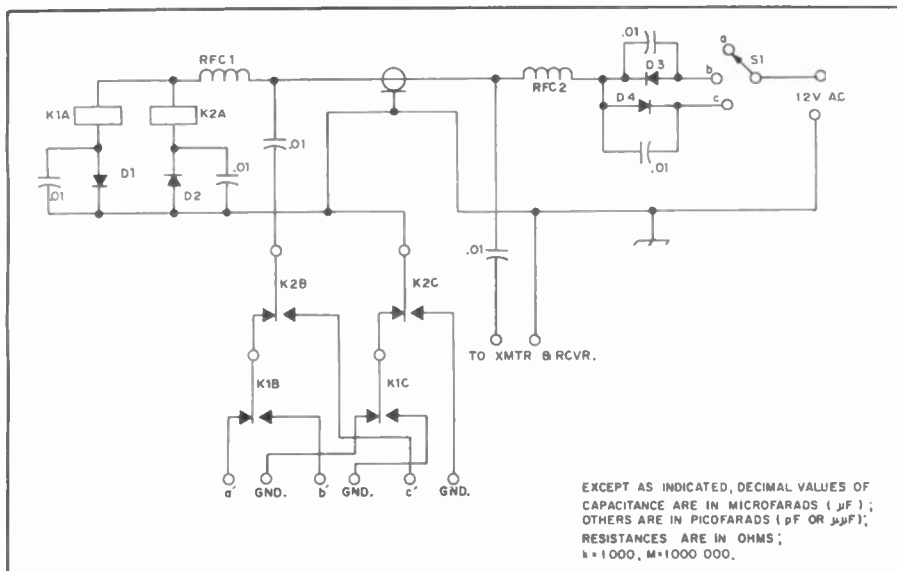 RFC1
.01
a
S1
D3
b
RFC2
D4
c
12V AC
K1A
K2A
.01
.01
D1
.01
D2
.01
.01
K2B
K2C
TO XMTR & RCVR.
K1B
K1C
a'
GND.
b'
GND.
c'
GND.
EXCEPT AS INDICATED, DECIMAL VALUES OF
CAPACITANCE ARE IN MICROFARADS ( µF ) ;
OTHERS ARE IN PICOFARADS ( pF OR µµF);
RESISTANCES ARE IN OHMS ;
k=1000, M=1000 000.